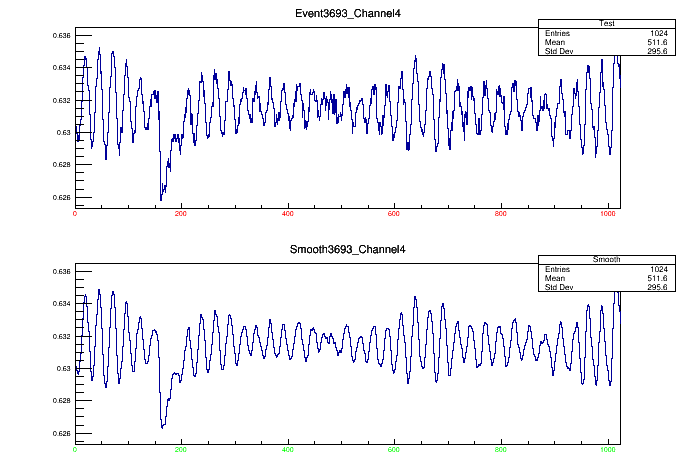 Event3693_Channel4
Test
Entries 1024
Mean 511.6
Std Dev 295.6
0.636
0.634
0.632
0.63
0.628
0.626
0 200 400 600 800 1000
Smooth3693_Channel4
Smooth
Entries 1024
Mean 511.6
Std Dev 295.6
0.636
0.634
0.632
0.63
0.628
0.626
0 200 400 600 800 1000